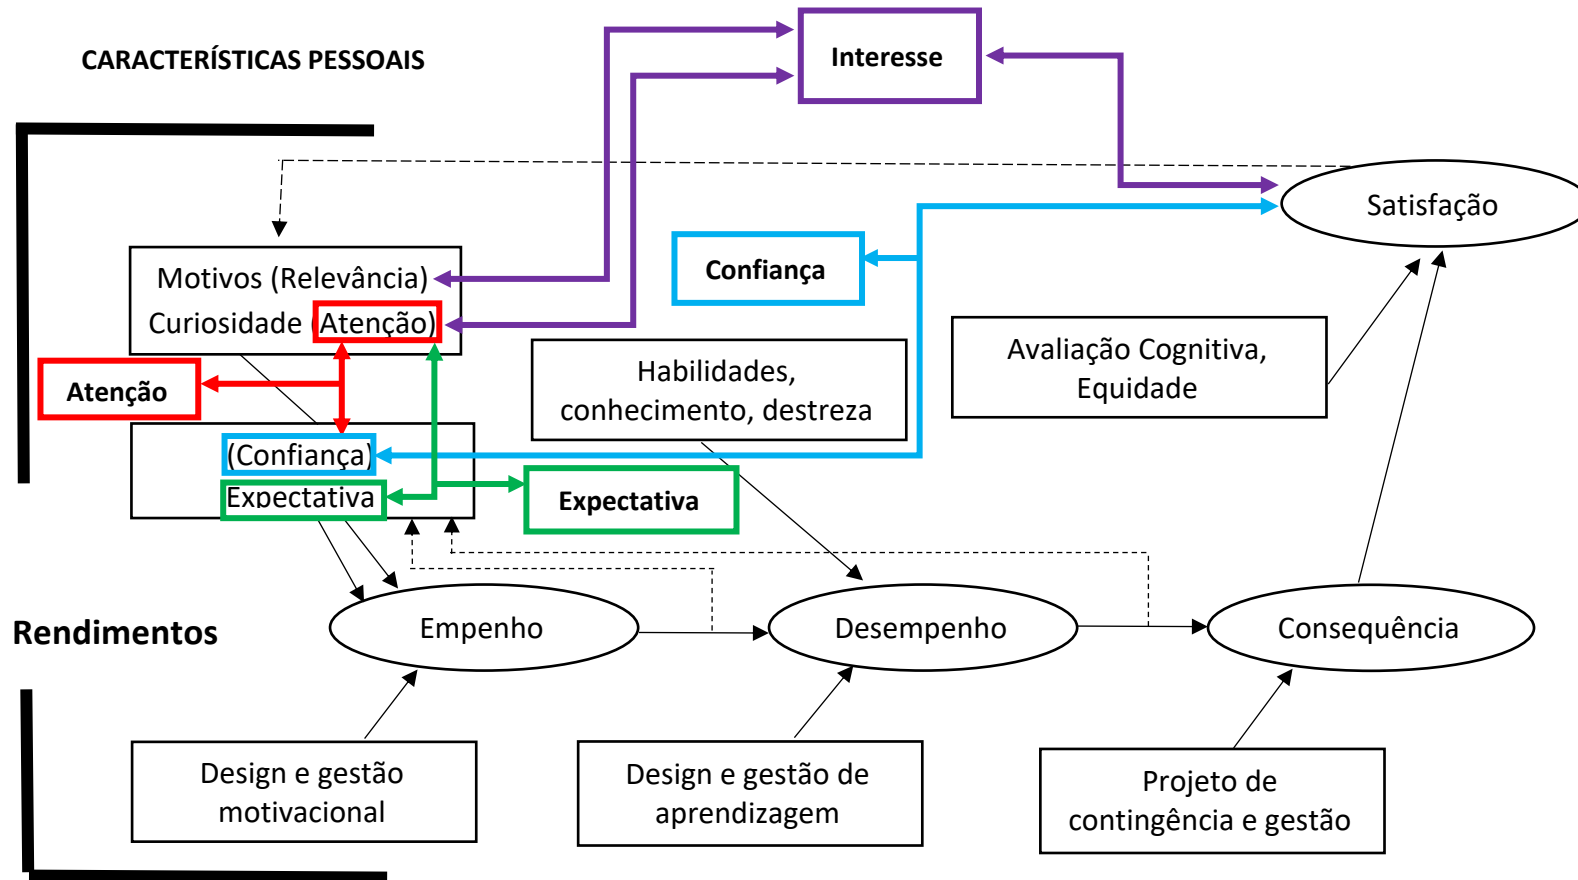 CARACTERÍSTICAS PESSOAIS
Interesse
Satisfação
Motivos (Relevância)
Curiosidade (Atenção)
Confiança
Atenção
Habilidades,
conhecimento, destreza
Avaliação Cognitiva,
Equidade
(Confiança)
Expectativa
Expectativa
Rendimentos
Empenho
Desempenho
Consequência
Design e gestão
motivacional
Design e gestão de
aprendizagem
Projeto de
contingência e gestão